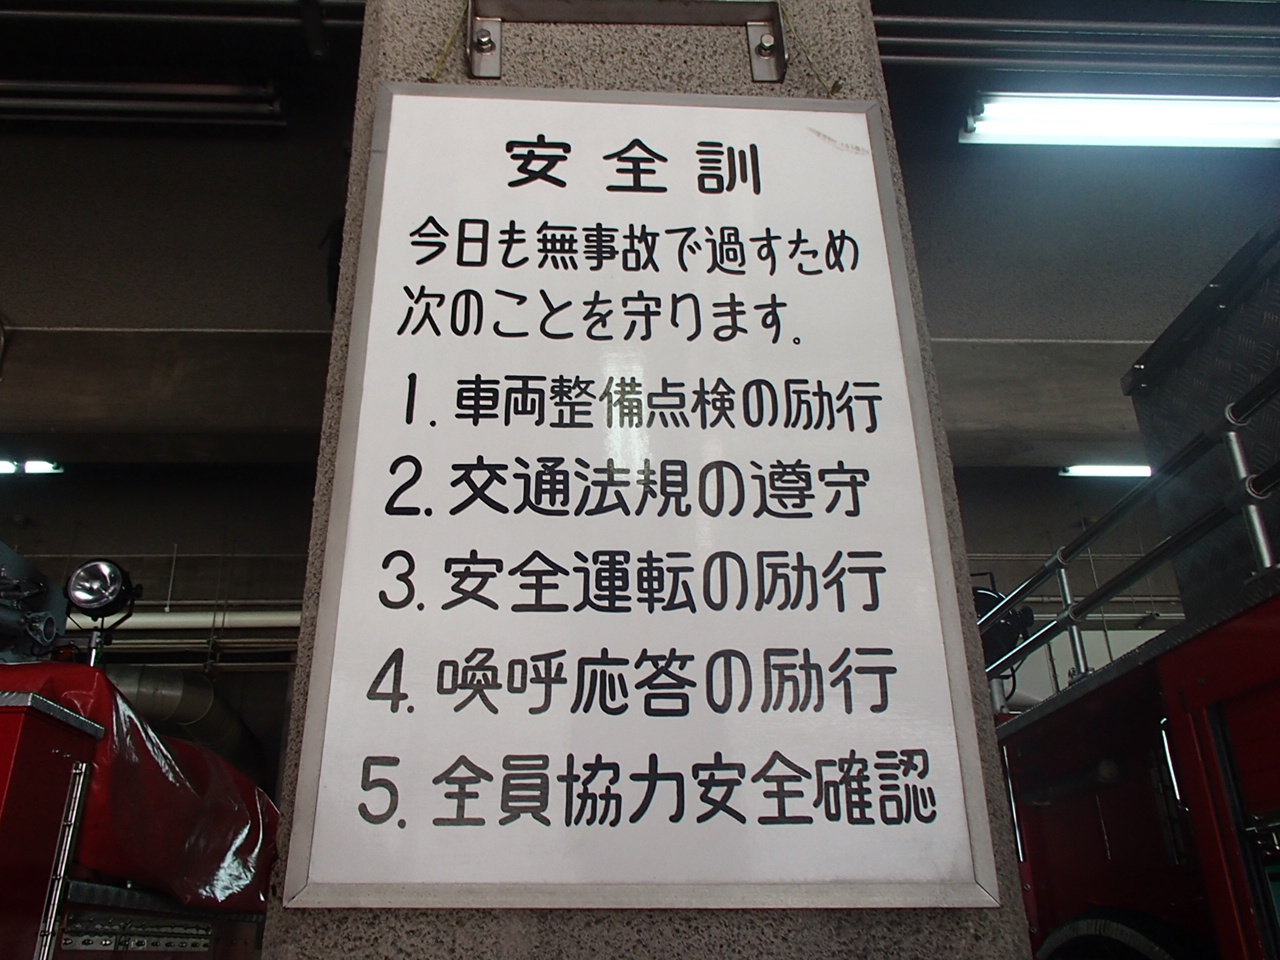 安全訓
今日も無事故で過すため
次のことを守ります。
1. 車両整備点検の励行
2. 交通法規の遵守
3. 安全運転の励行
4. 喚呼応答の励行
5. 全員協力安全確認